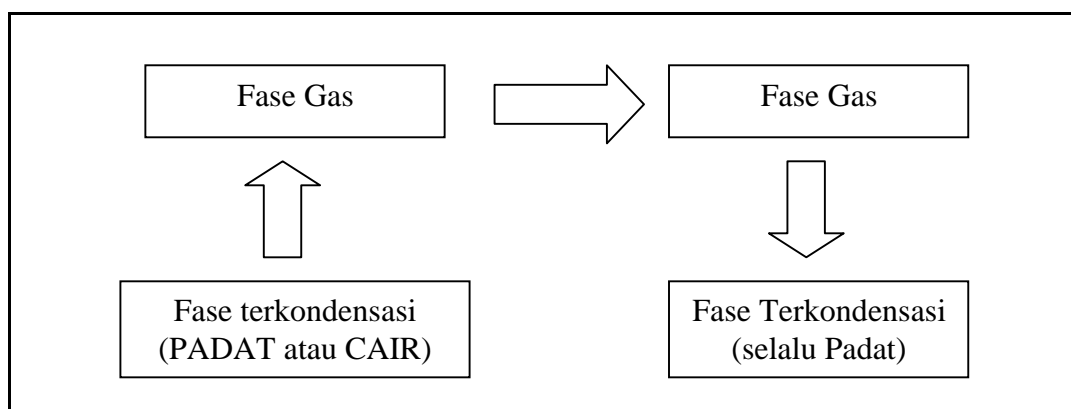 Fase Gas
Fase Gas
Fase terkondensasi
(PADAT atau CAIR)
Fase Terkondensasi
(selalu Padat)